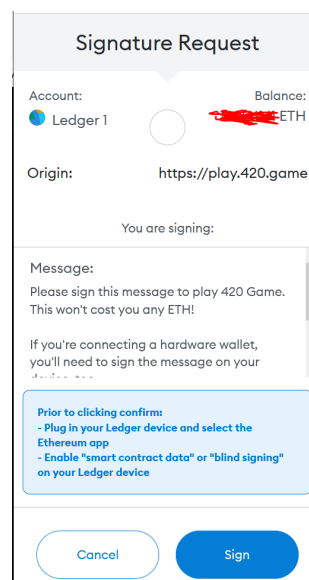 Signature Request
Account:
Balance:
Ledger 1
ETH
Origin:
https://play.420.game
You are signing:
Message:
Please sign this message to play 420 Game.
This won't cost you any ETH!
If you're connecting a hardware wallet,
you'll need to sign the message on your
Prior to clicking confirm:
- Plug in your Ledger device and select the
Ethereum app
- Enable "smart contract data" or "blind signing"
on your Ledger device
Cancel
Sign